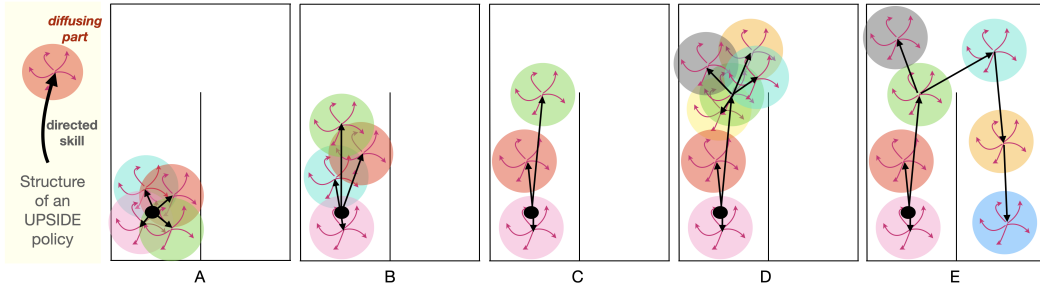 diffusing
part
directed
skill
Structure
of an
UPSIDE
policy
A
B
C
D
E